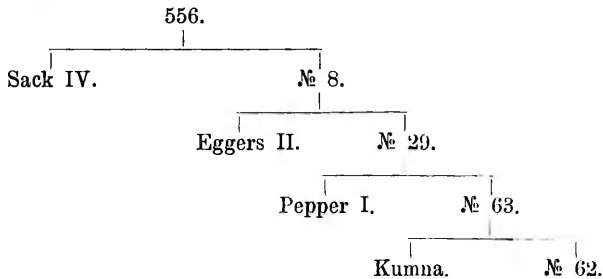 556.
Sack IV. № 8.
Eggers II. № 29.
Pepper I. № 63.
Kumna. № 62.